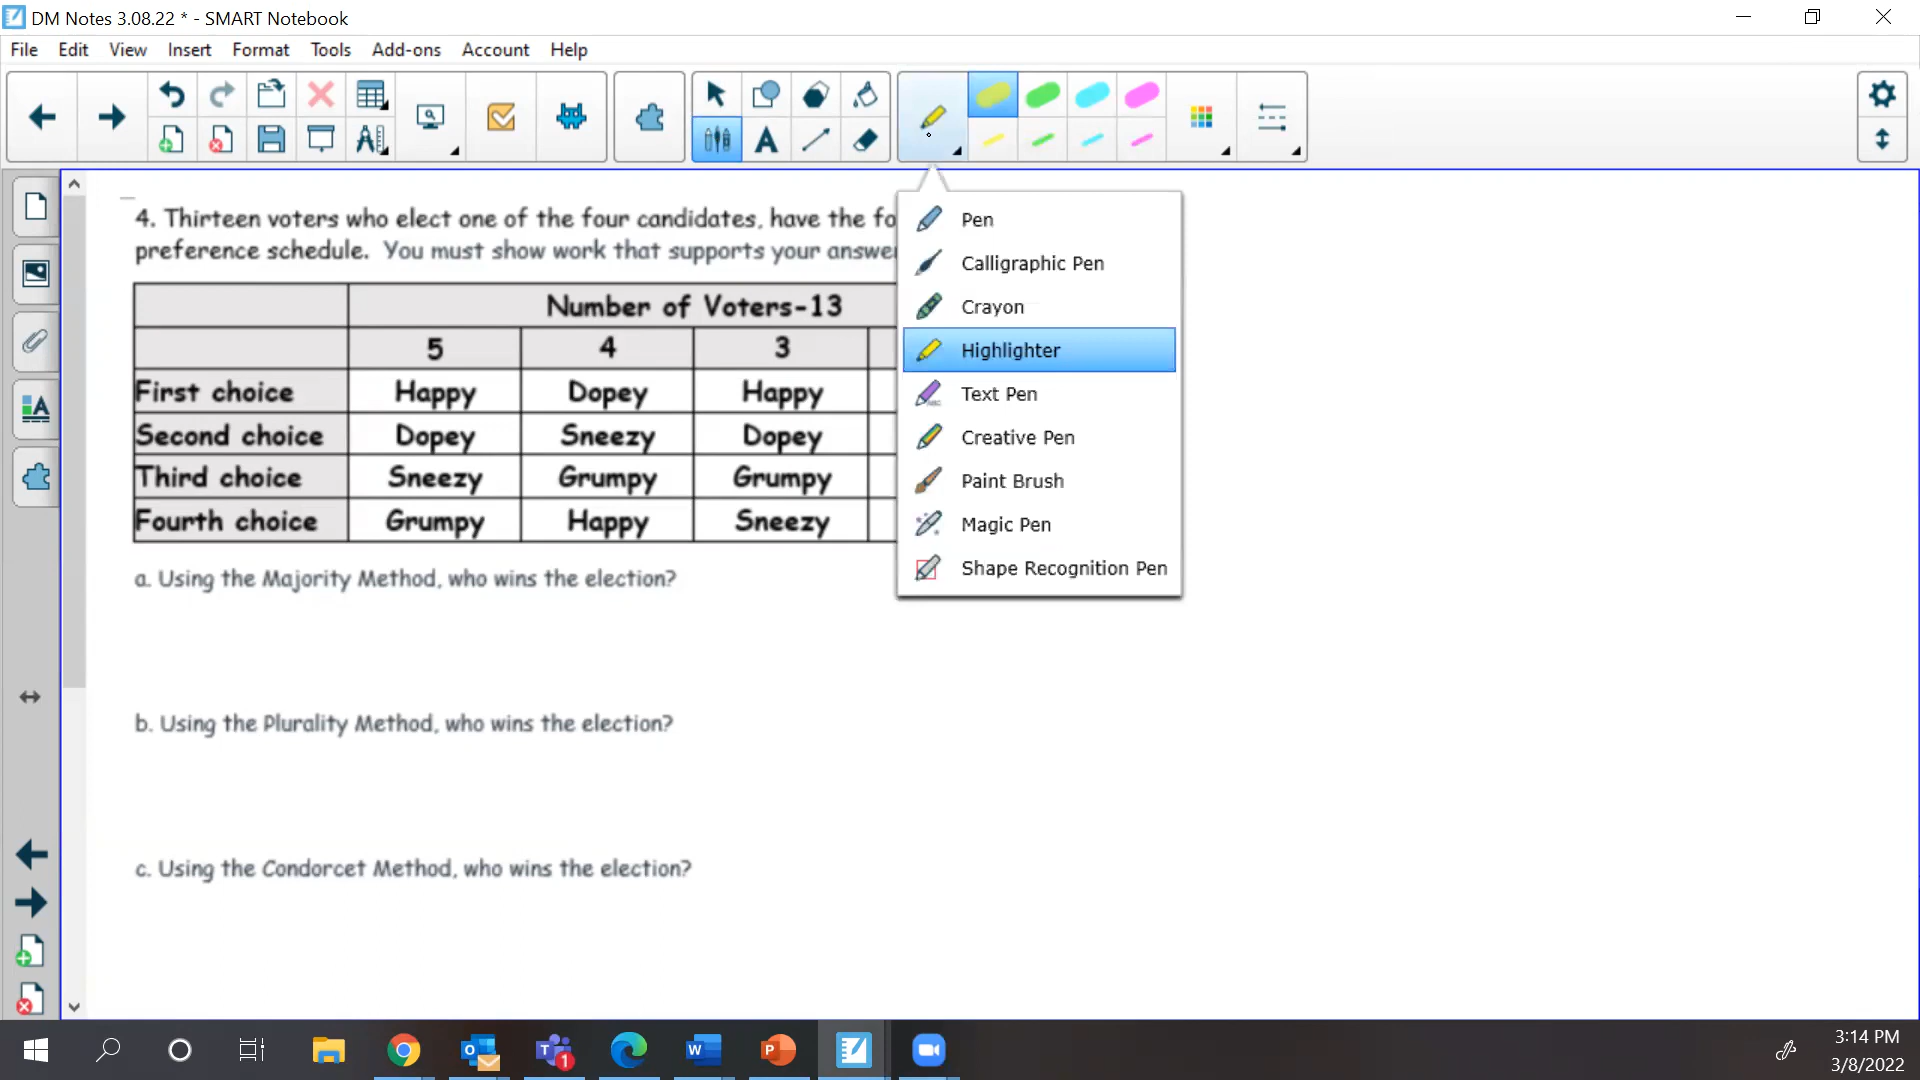 DM Notes 3.08.22 * - SMART Notebook
File Edit View Insert Format Tools Add-ons Account Help
4. Thirteen voters who elect one of the four candidates, have the fo
preference schedule. You must show work that supports your answe
Number of Voters-13
5 4 3
First choice Happy Dopey Happy
Second choice Dopey Sneezy Dopey
Third choice Sneezy Grumpy Grumpy
Fourth choice Grumpy Happy Sneezy
a. Using the Majority Method, who wins the election?
b. Using the Plurality Method, who wins the election?
c. Using the Condorcet Method, who wins the election?
Pen
Calligraphic Pen
Crayon
Highlighter
Text Pen
Creative Pen
Paint Brush
Magic Pen
Shape Recognition Pen
3:14 PM
3/8/2022